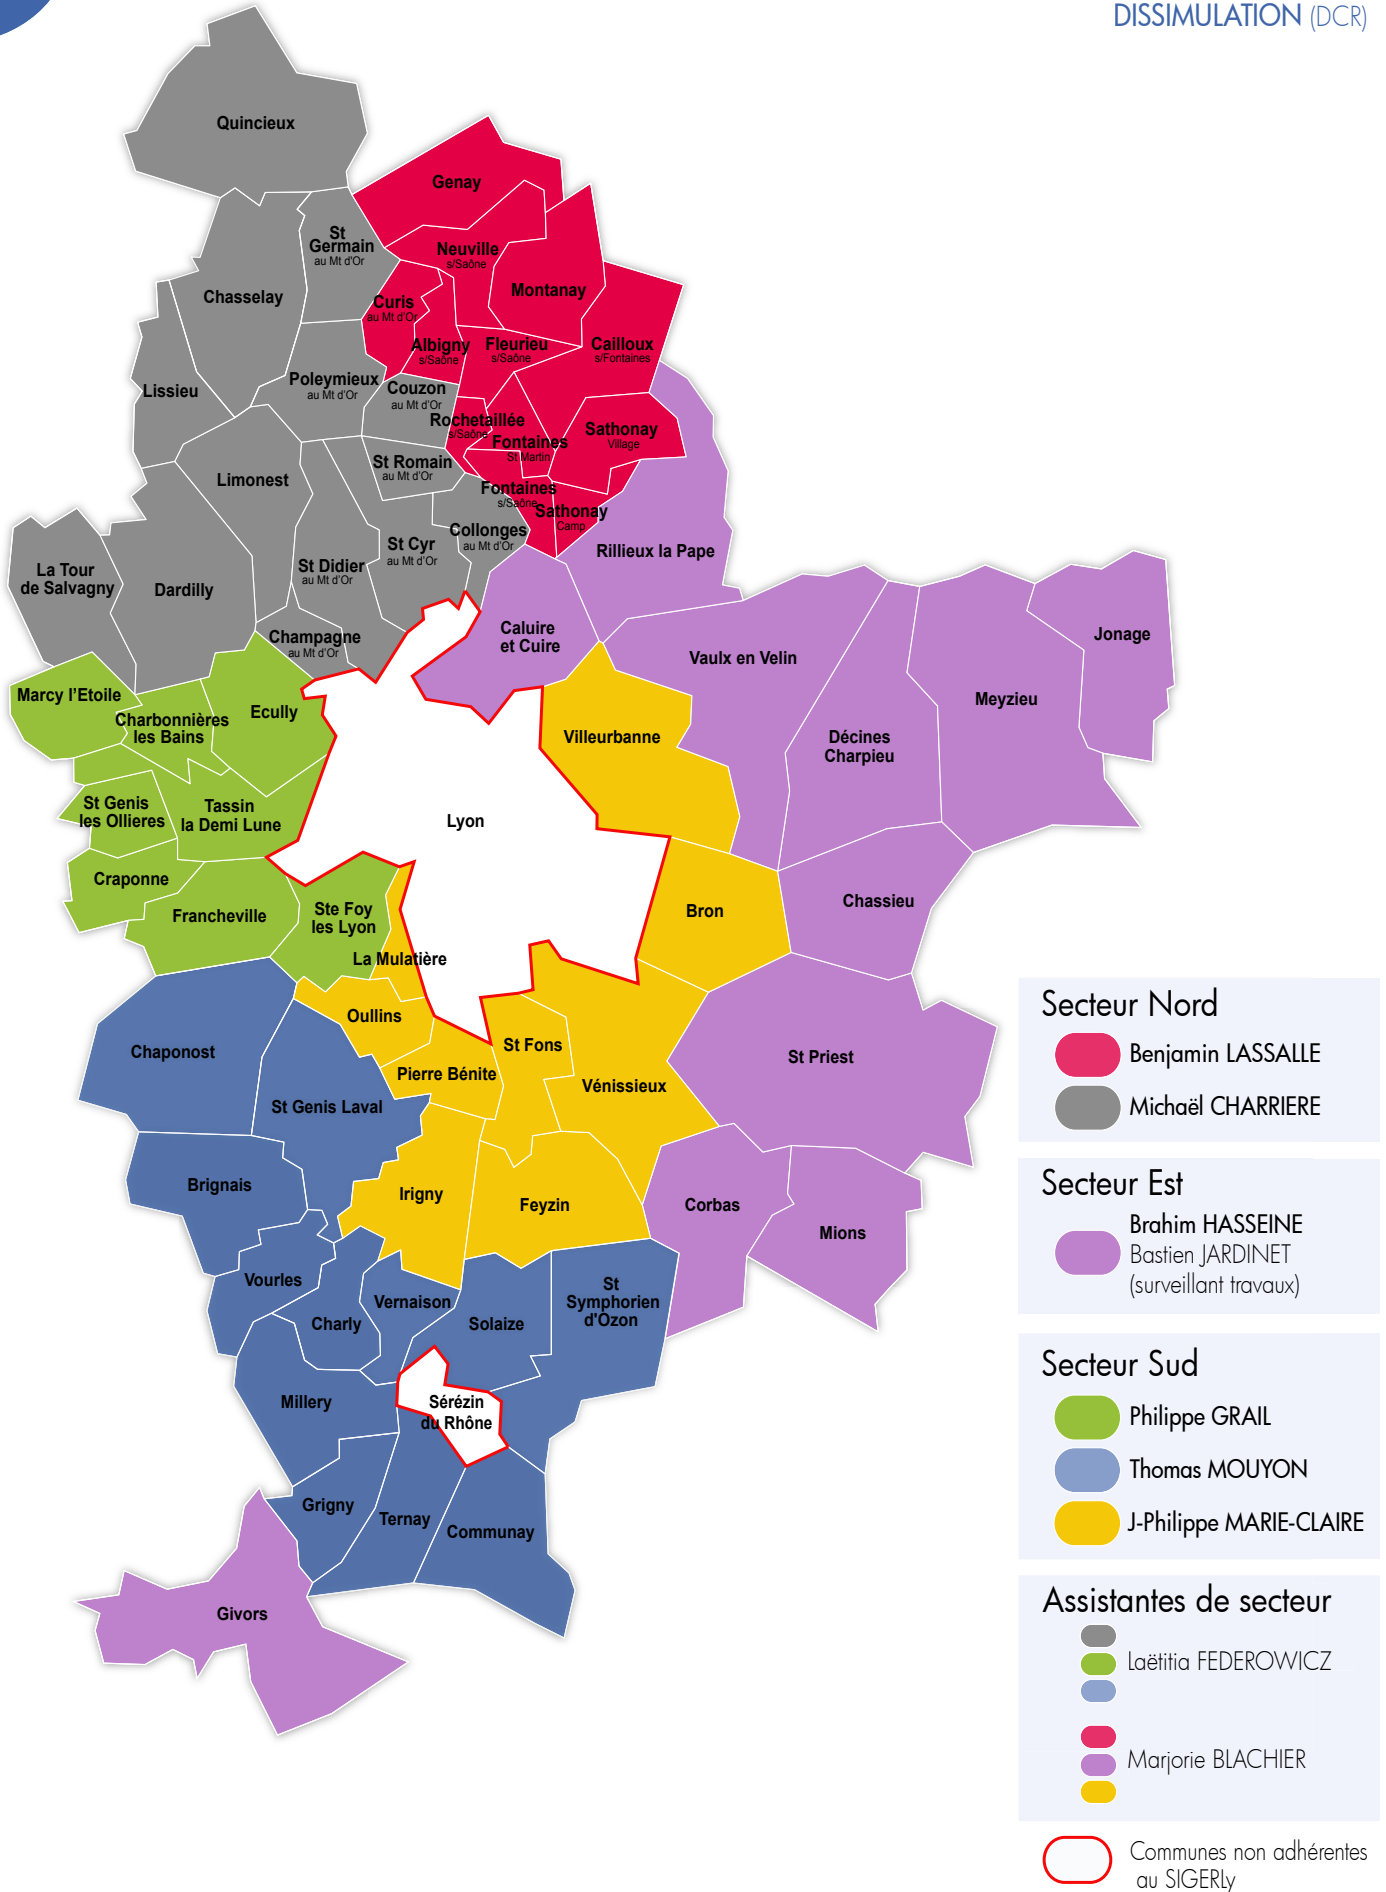 DISSIMULATION (DCR)
Quincieux
Genay
St
Germain
au Mt d'Or
Neuville
s/Saône
Chasselay
Montanay
Curis
au Mt d'Or
Albigny
s/Saône
Fleurieu
s/Saône
Cailloux
s/Fontaines
Lissieu
Poleymieux
au Mt d'Or
Couzon
au Mt d'Or
Rochetaillée
s/Saône
Fontaines
St Martin
Sathonay
Village
Limonest
St Romain
au Mt d'Or
Fontaines
s/Saône
Sathonay
Camp
Collonges
au Mt d'Or
St Cyr
au Mt d'Or
Rillieux la Pape
La Tour
de Salvagny
Dardilly
St Didier
au Mt d'Or
Champagne
au Mt d'Or
Caluire
et Cuire
Vaulx en Velin
Jonage
Marcy l'Etoile
Charbonnières
les Bains
Ecully
Meyzieu
Villeurbanne
Décines
Charpieu
St Genis
les Ollieres
Tassin
la Demi Lune
Lyon
Craponne
Francheville
Ste Foy
les Lyon
Bron
Chassieu
La Mulatière
Oullins
Chaponost
St Fons
St Priest
Pierre Bénite
Vénissieux
St Genis Laval
Brignais
Irigny
Feyzin
Corbas
Mions
Vourles
Charly
Vernaison
Solaize
St
Symphorien
d'Ozon
Millery
Sérézin
du Rhône
Grigny
Ternay
Communay
Givors
Secteur Nord
Benjamin LASSALLE
Michaël CHARRIERE
Secteur Est
Brahim HASSEINE
Bastien JARDINET
(surveillant travaux)
Secteur Sud
Philippe GRAIL
Thomas MOUYON
J-Philippe MARIE-CLAIRE
Assistantes de secteur
Laëtitia FEDEROWICZ
Marjorie BLACHIER
Communes non adhérentes
au SIGERLy